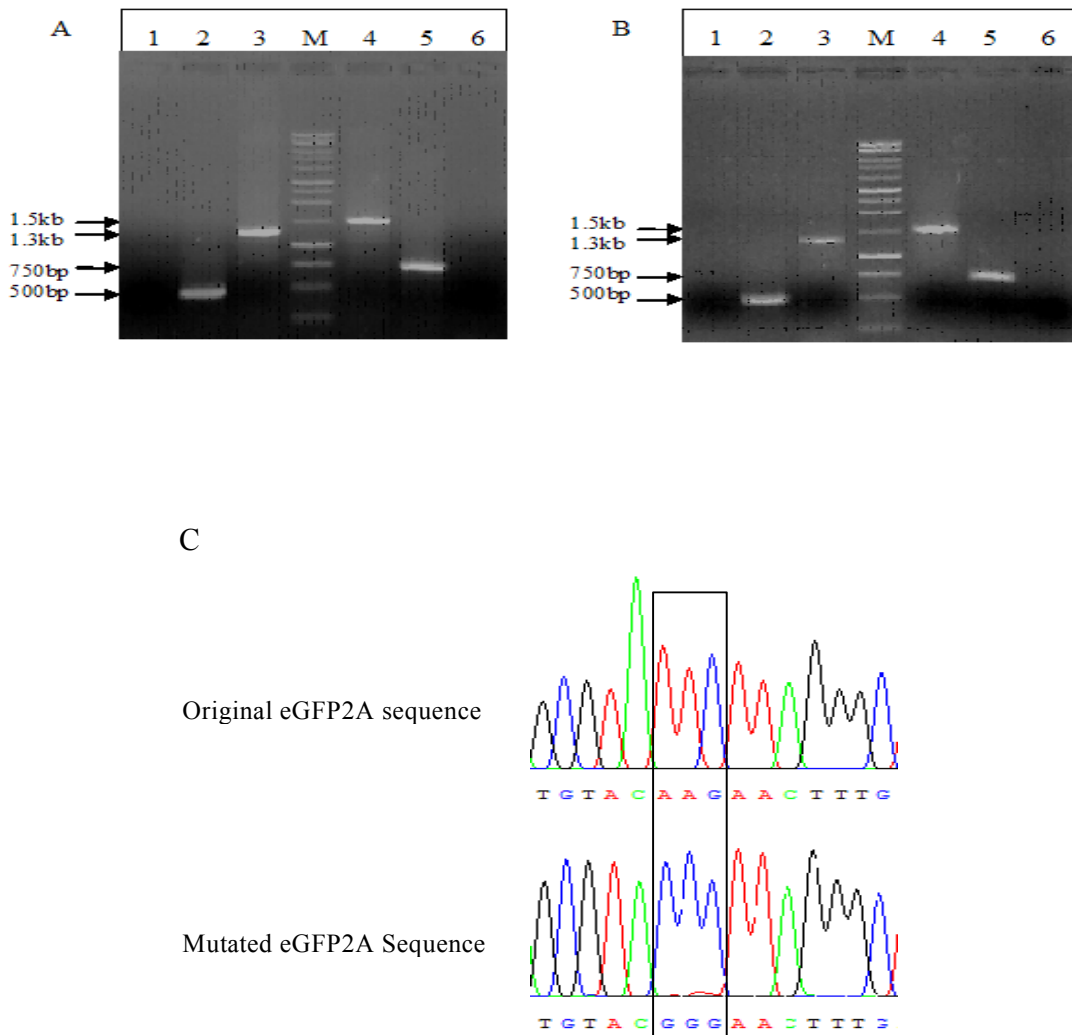 A
1 2 3 M 4 5 6
1.5kb
1.3kb
750bp
500bp
B
1 2 3 M 4 5 6
1.5kb
1.3kb
750bp
500bp
C
Original eGFP2A sequence
T G T A C A A G A A C T T T G
Mutated eGFP2A Sequence
T G T A C G G G A A C T T T G